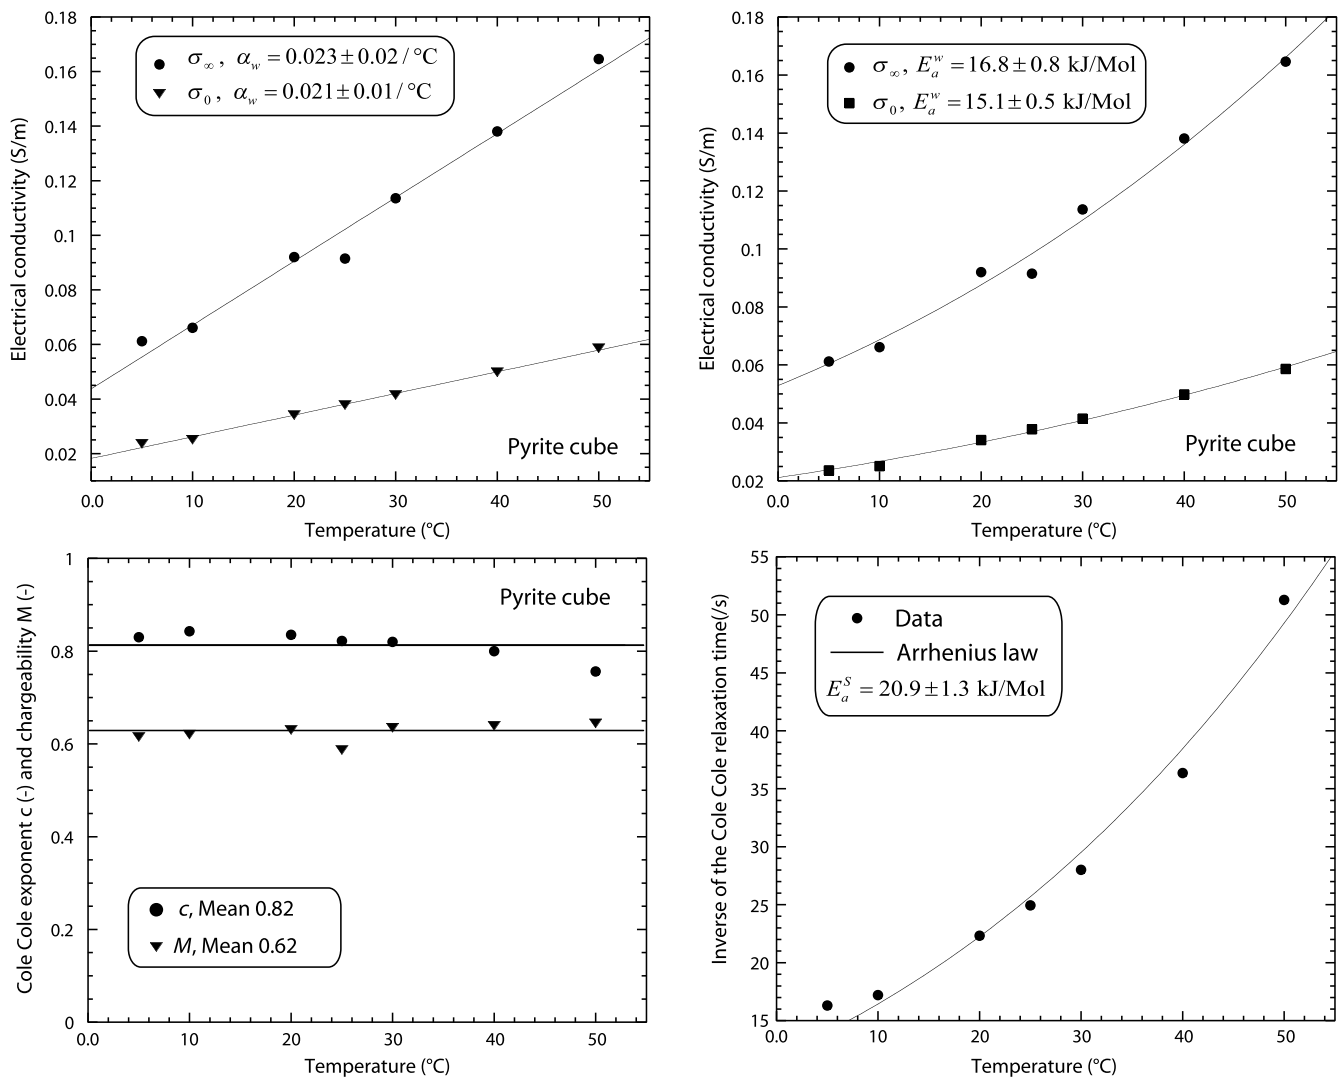 0.18
0.16
0.14
0.12
0.1
0.08
0.06
0.04
0.02
Electrical conductivity (S/m)
σ∞, αw = 0.023±0.02/°C
σ0, αw = 0.021±0.01/°C
Pyrite cube
0.0 10 20 30 40 50
Temperature (°C)
0.18
0.16
0.14
0.12
0.1
0.08
0.06
0.04
0.02
Electrical conductivity (S/m)
σ∞, E_a^w = 16.8±0.8 kJ/Mol
σ0, E_a^w = 15.1±0.5 kJ/Mol
Pyrite cube
0.0 10 20 30 40 50
Temperature (°C)
1
0.8
0.6
0.4
0.2
0
Cole Cole exponent c (-) and chargeability M (-)
Pyrite cube
c, Mean 0.82
M, Mean 0.62
0.0 10 20 30 40 50
Temperature (°C)
55
50
45
40
35
30
25
20
15
Inverse of the Cole Cole relaxation time(/s)
Data
Arrhenius law
E_a^S = 20.9±1.3 kJ/Mol
0.0 10 20 30 40 50
Temperature (°C)